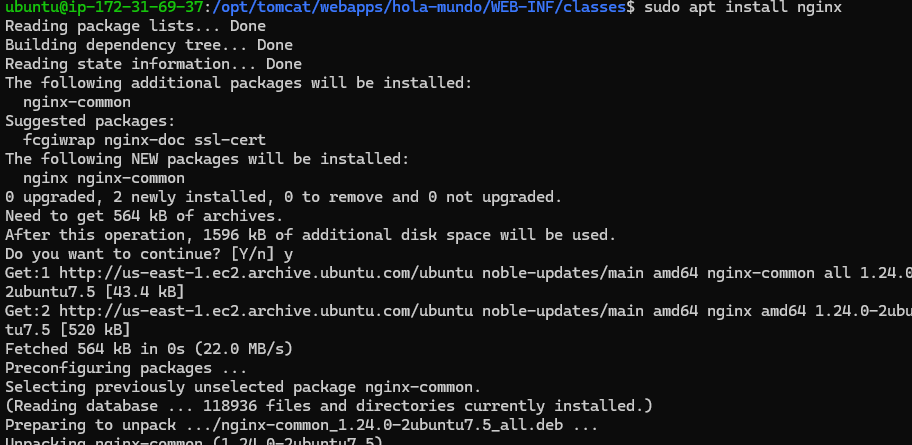 ubuntu@ip-172-31-69-37:/opt/tomcat/webapps/hola-mundo/WEB-INF/classes$ sudo apt install nginx
Reading package lists... Done
Building dependency tree... Done
Reading state information... Done
The following additional packages will be installed:
  nginx-common
Suggested packages:
  fcgiwrap nginx-doc ssl-cert
The following NEW packages will be installed:
  nginx nginx-common
0 upgraded, 2 newly installed, 0 to remove and 0 not upgraded.
Need to get 564 kB of archives.
After this operation, 1596 kB of additional disk space will be used.
Do you want to continue? [Y/n] y
Get:1 http://us-east-1.ec2.archive.ubuntu.com/ubuntu noble-updates/main amd64 nginx-common all 1.24.0
2ubuntu7.5 [43.4 kB]
Get:2 http://us-east-1.ec2.archive.ubuntu.com/ubuntu noble-updates/main amd64 nginx amd64 1.24.0-2ubu
tu7.5 [520 kB]
Fetched 564 kB in 0s (22.0 MB/s)
Preconfiguring packages ...
Selecting previously unselected package nginx-common.
(Reading database ... 118936 files and directories currently installed.)
Preparing to unpack .../nginx-common_1.24.0-2ubuntu7.5_all.deb ...
Unpacking nginx-common (1.24.0-2ubuntu7.5)